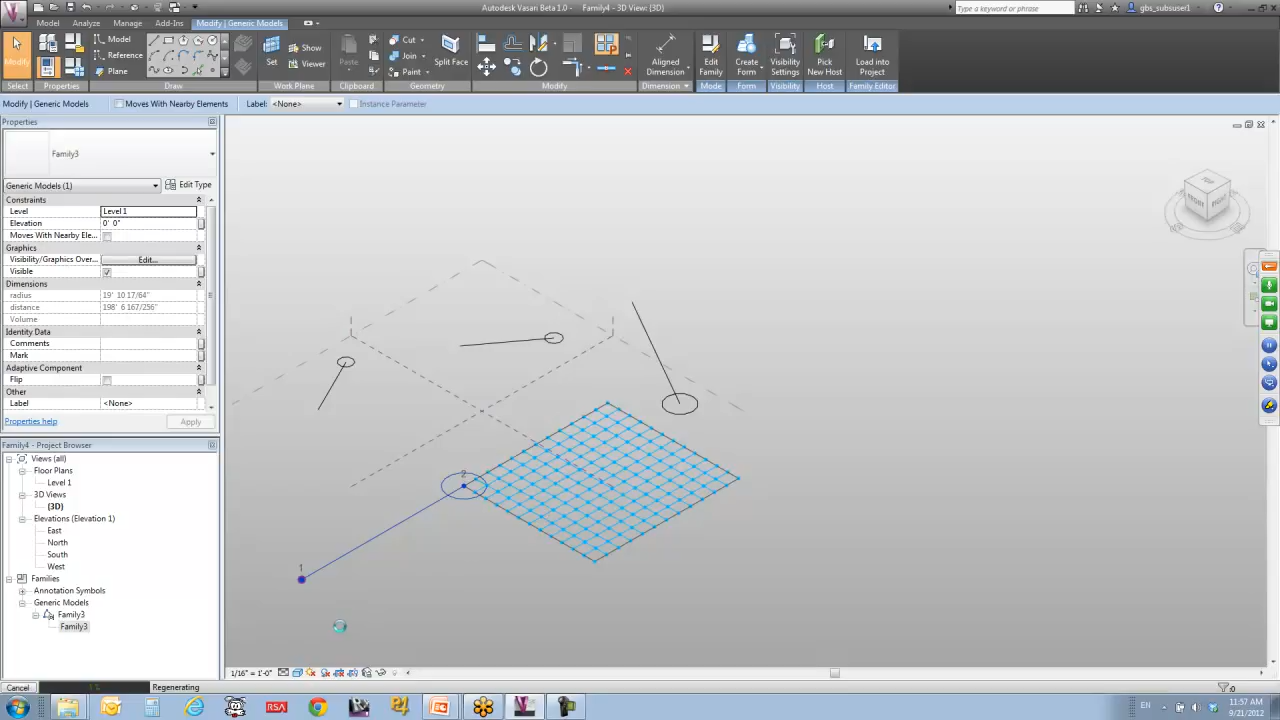 Autodesk Vasari Beta 1.0 - Family4 - 3D View: {3D}
Type a keyword or phrase
gbs_subsuser1
Model Analyze Manage Add-Ins Modify | Generic Models
Modify
Model
Reference
Plane
Set
Show
Viewer
Paste
Cut
Join
Paint
Split Face
Aligned Dimension
Edit Family
Create Form
Visibility Settings
Pick New Host
Load into Project
Select Properties Draw Work Plane Clipboard Geometry Modify Dimension Mode Form Visibility Host Family Editor
Modify | Generic Models Moves With Nearby Elements Label: <None> Instance Parameter
Properties
Family3
Generic Models (1) Edit Type
Constraints
Level Level 1
Elevation 0' 0"
Moves With Nearby Ele...
Graphics
Visibility/Graphics Over... Edit...
Visible
Dimensions
radius 19' 10 17/64"
distance 198' 6 167/256"
Volume
Identity Data
Comments
Mark
Adaptive Component
Flip
Other
Label <None>
Properties help Apply
Family4 - Project Browser
Views (all)
Floor Plans
Level 1
3D Views
{3D}
Elevations (Elevation 1)
East
North
South
West
Families
Annotation Symbols
Generic Models
Family3
Family3
TOP
FRONT
RIGHT
2
1
1/16" = 1'-0"
Cancel Regenerating
:0
RSA
EN
11:57 AM
9/21/2012